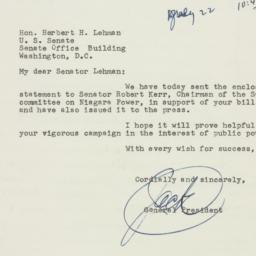 22
Hon. Herbert H. Lehman
U. S. Senate
Senate Office Building
Washington, D.C.
My dear Senator Lehman:
We have today sent the enclo
statement to Senator Robert Kerr, Chairman of the S
committee on Niagara Power, in support of your bill
and have also issued it to the press.
I hope it will prove helpful
your vigorous campaign in the interest of public po
With every wish for success,
Cordially and sincerely,
Jack
General President